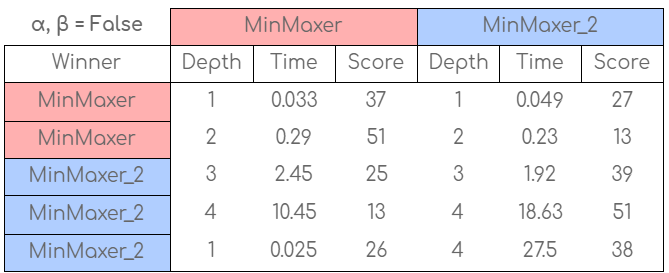 α, β = False MinMaxer MinMaxer_2
Winner Depth Time Score Depth Time Score
MinMaxer 1 0.033 37 1 0.049 27
MinMaxer 2 0.29 51 2 0.23 13
MinMaxer_2 3 2.45 25 3 1.92 39
MinMaxer_2 4 10.45 13 4 18.63 51
MinMaxer_2 1 0.025 26 4 27.5 38